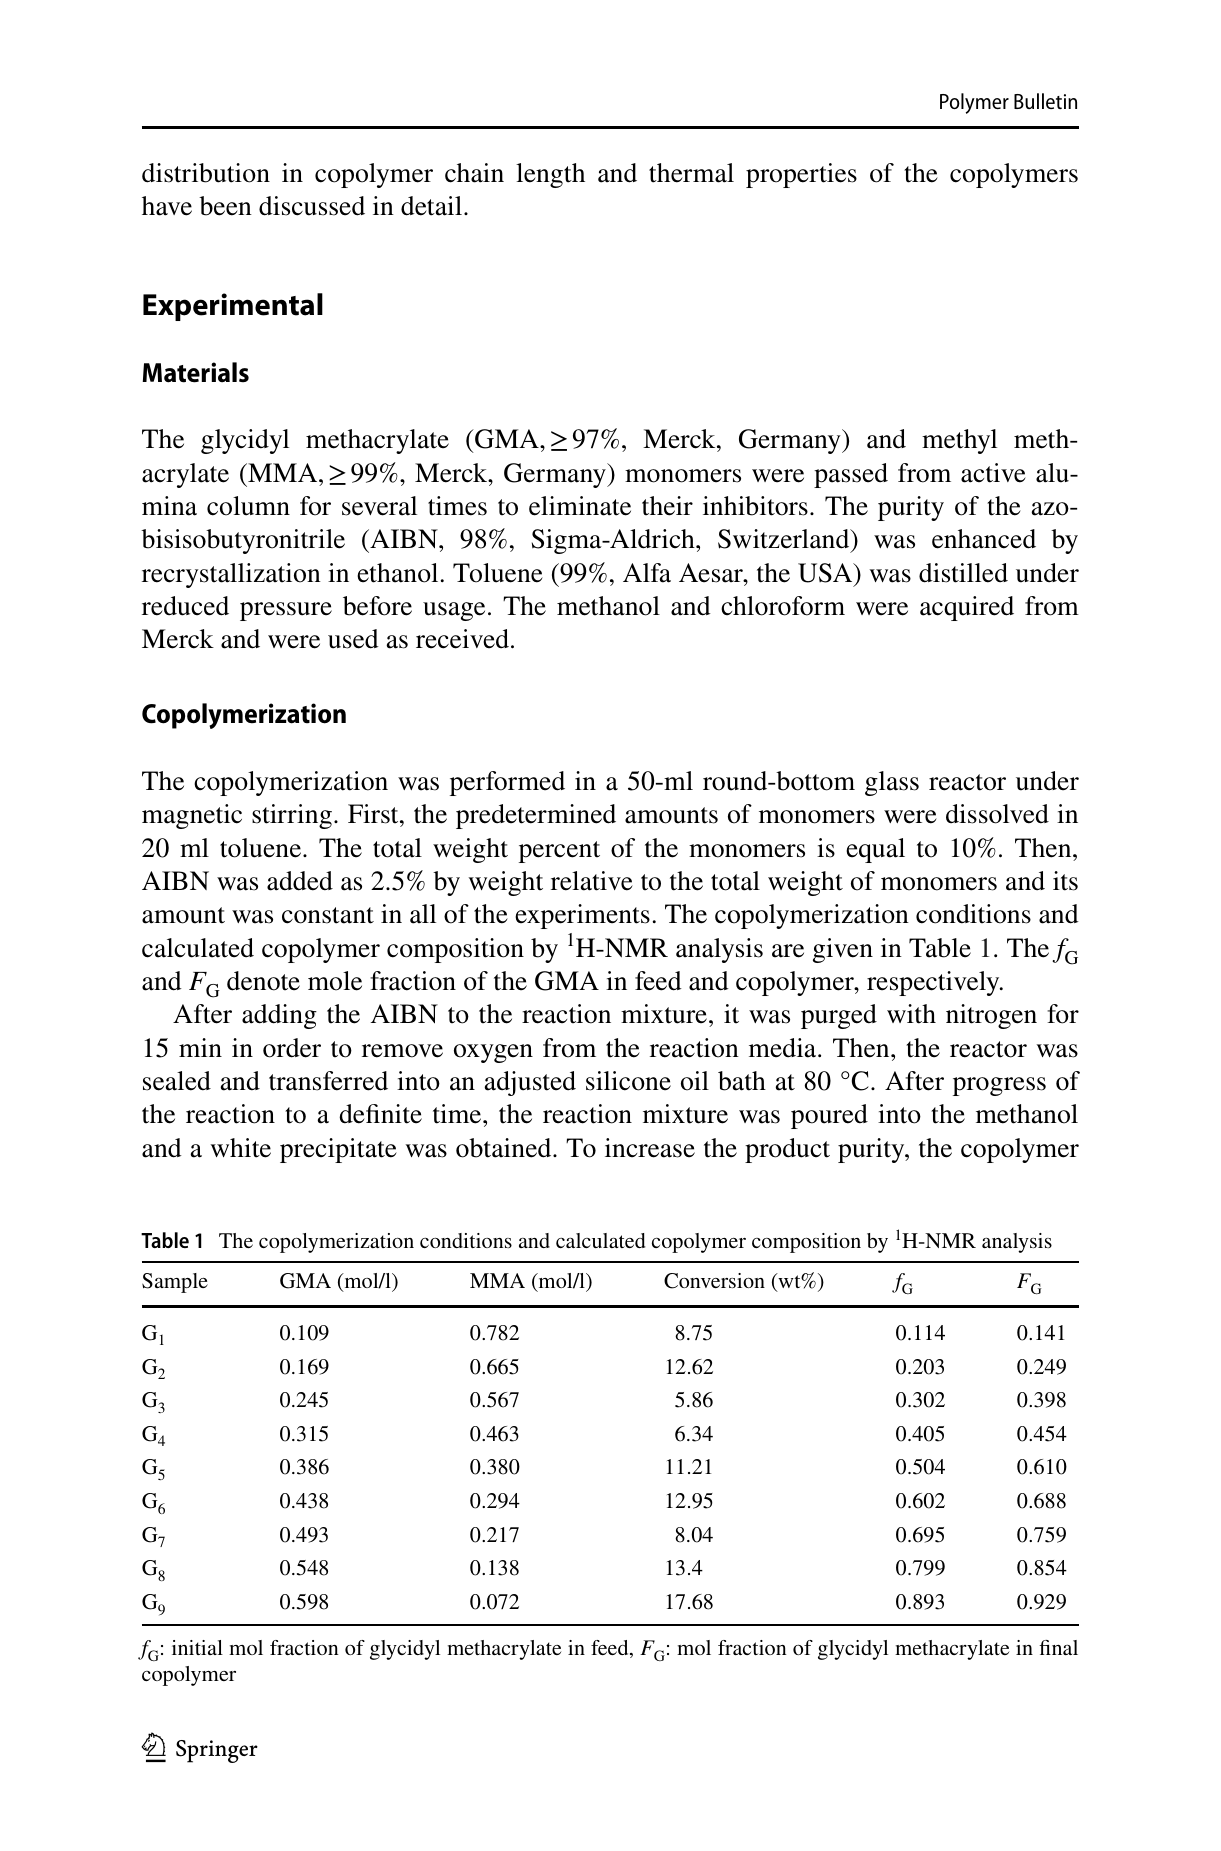 Polymer Bulletin
distribution in copolymer chain length and thermal properties of the copolymers
have been discussed in detail.
Experimental
Materials
The glycidyl methacrylate (GMA, ≥ 97%, Merck, Germany) and methyl meth-
acrylate (MMA, ≥ 99%, Merck, Germany) monomers were passed from active alu-
mina column for several times to eliminate their inhibitors. The purity of the azo-
bisisobutyronitrile (AIBN, 98%, Sigma-Aldrich, Switzerland) was enhanced by
recrystallization in ethanol. Toluene (99%, Alfa Aesar, the USA) was distilled under
reduced pressure before usage. The methanol and chloroform were acquired from
Merck and were used as received.
Copolymerization
The copolymerization was performed in a 50-ml round-bottom glass reactor under
magnetic stirring. First, the predetermined amounts of monomers were dissolved in
20 ml toluene. The total weight percent of the monomers is equal to 10%. Then,
AIBN was added as 2.5% by weight relative to the total weight of monomers and its
amount was constant in all of the experiments. The copolymerization conditions and
calculated copolymer composition by ¹H-NMR analysis are given in Table 1. The f_G
and F_G denote mole fraction of the GMA in feed and copolymer, respectively.
After adding the AIBN to the reaction mixture, it was purged with nitrogen for
15 min in order to remove oxygen from the reaction media. Then, the reactor was
sealed and transferred into an adjusted silicone oil bath at 80 °C. After progress of
the reaction to a definite time, the reaction mixture was poured into the methanol
and a white precipitate was obtained. To increase the product purity, the copolymer
Table 1 The copolymerization conditions and calculated copolymer composition by ¹H-NMR analysis
Sample GMA (mol/l) MMA (mol/l) Conversion (wt%) f_G F_G
G₁ 0.109 0.782 8.75 0.114 0.141
G₂ 0.169 0.665 12.62 0.203 0.249
G₃ 0.245 0.567 5.86 0.302 0.398
G₄ 0.315 0.463 6.34 0.405 0.454
G₅ 0.386 0.380 11.21 0.504 0.610
G₆ 0.438 0.294 12.95 0.602 0.688
G₇ 0.493 0.217 8.04 0.695 0.759
G₈ 0.548 0.138 13.4 0.799 0.854
G₉ 0.598 0.072 17.68 0.893 0.929
f_G: initial mol fraction of glycidyl methacrylate in feed, F_G: mol fraction of glycidyl methacrylate in final
copolymer
Springer